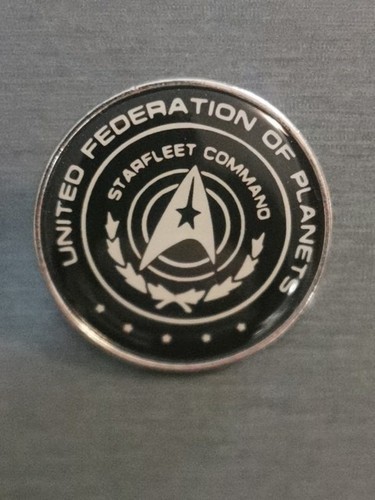 UNITED FEDERATION OF PLANETS
STARFLEET COMMAND